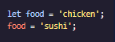 let food = 'chicken';
food = 'sushi';